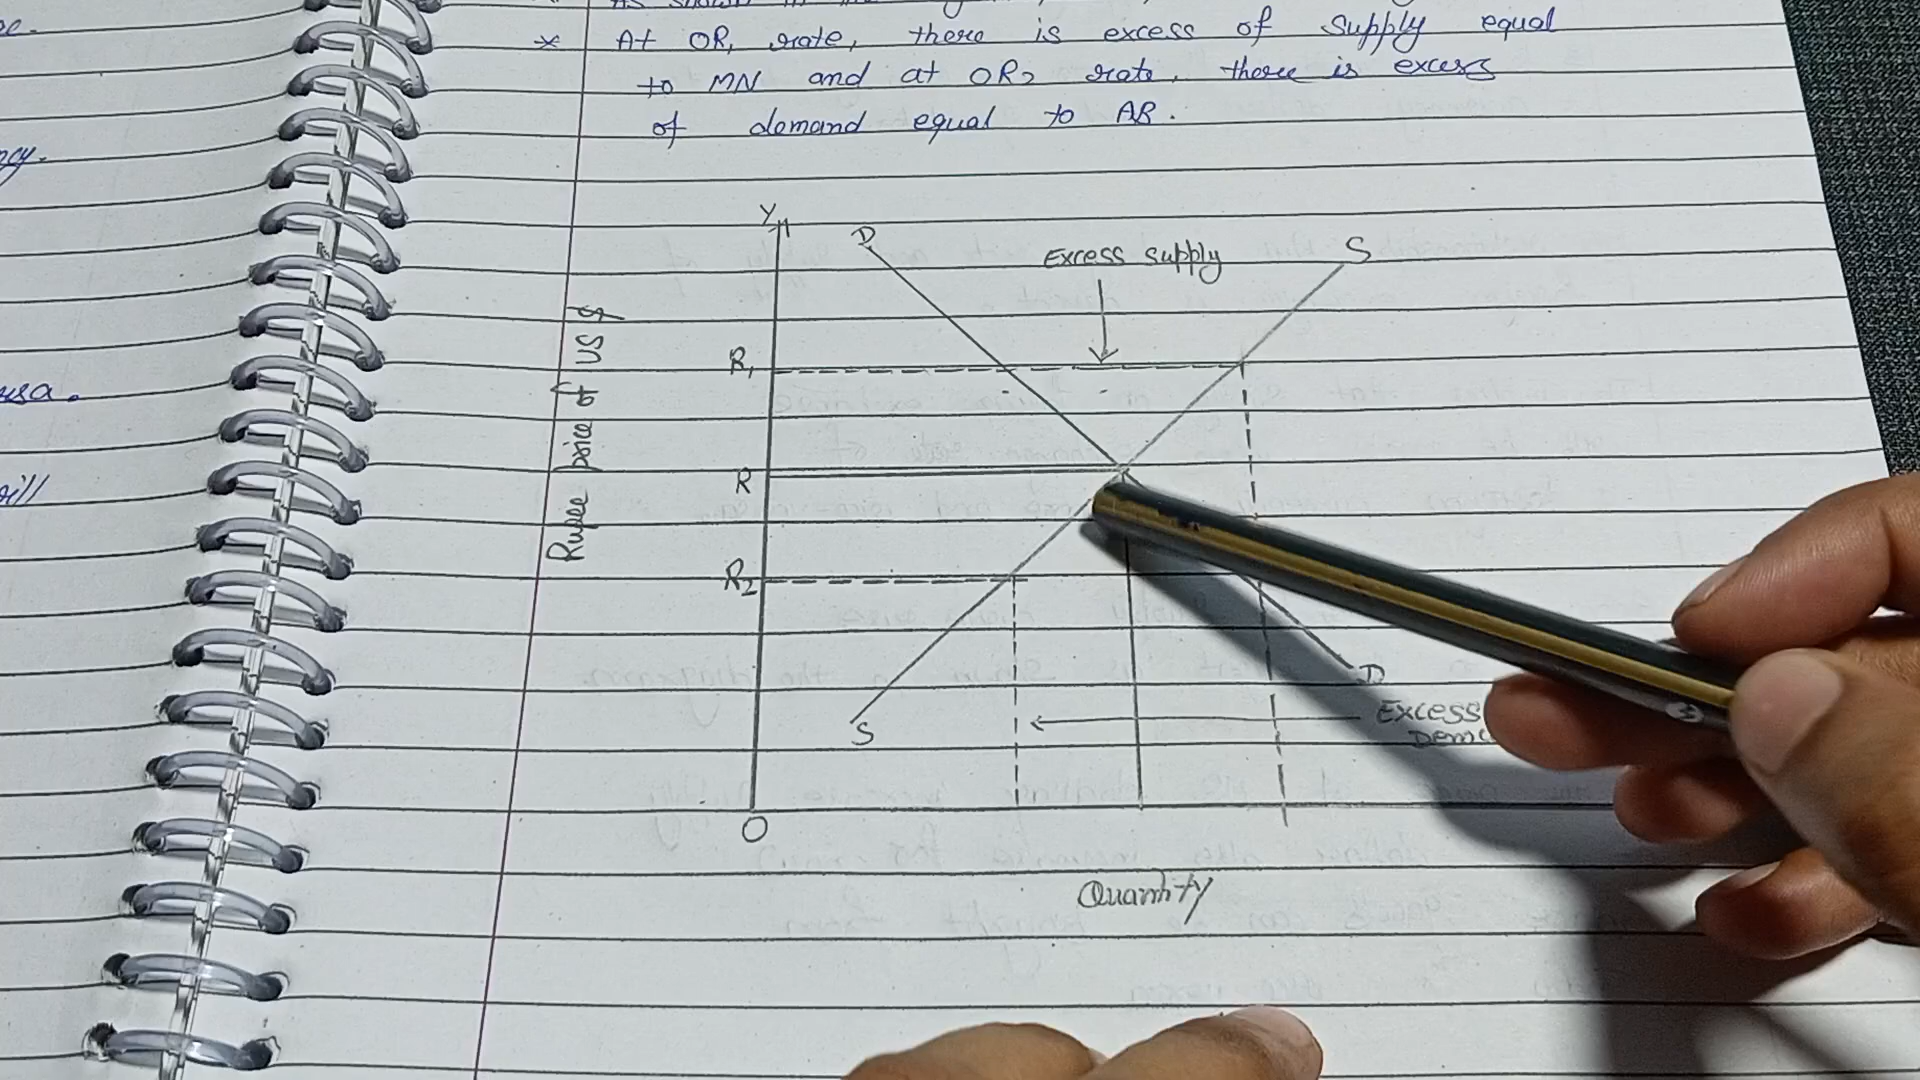 * At OR₁ rate, there is excess of supply equal
to MN and at OR₂ rate, there is excess
of demand equal to AB.
Y
D
Excess supply
S
Rupee price of US $
R₁
R
R₂
D
S
EXCESS
O
Quantity
usa.